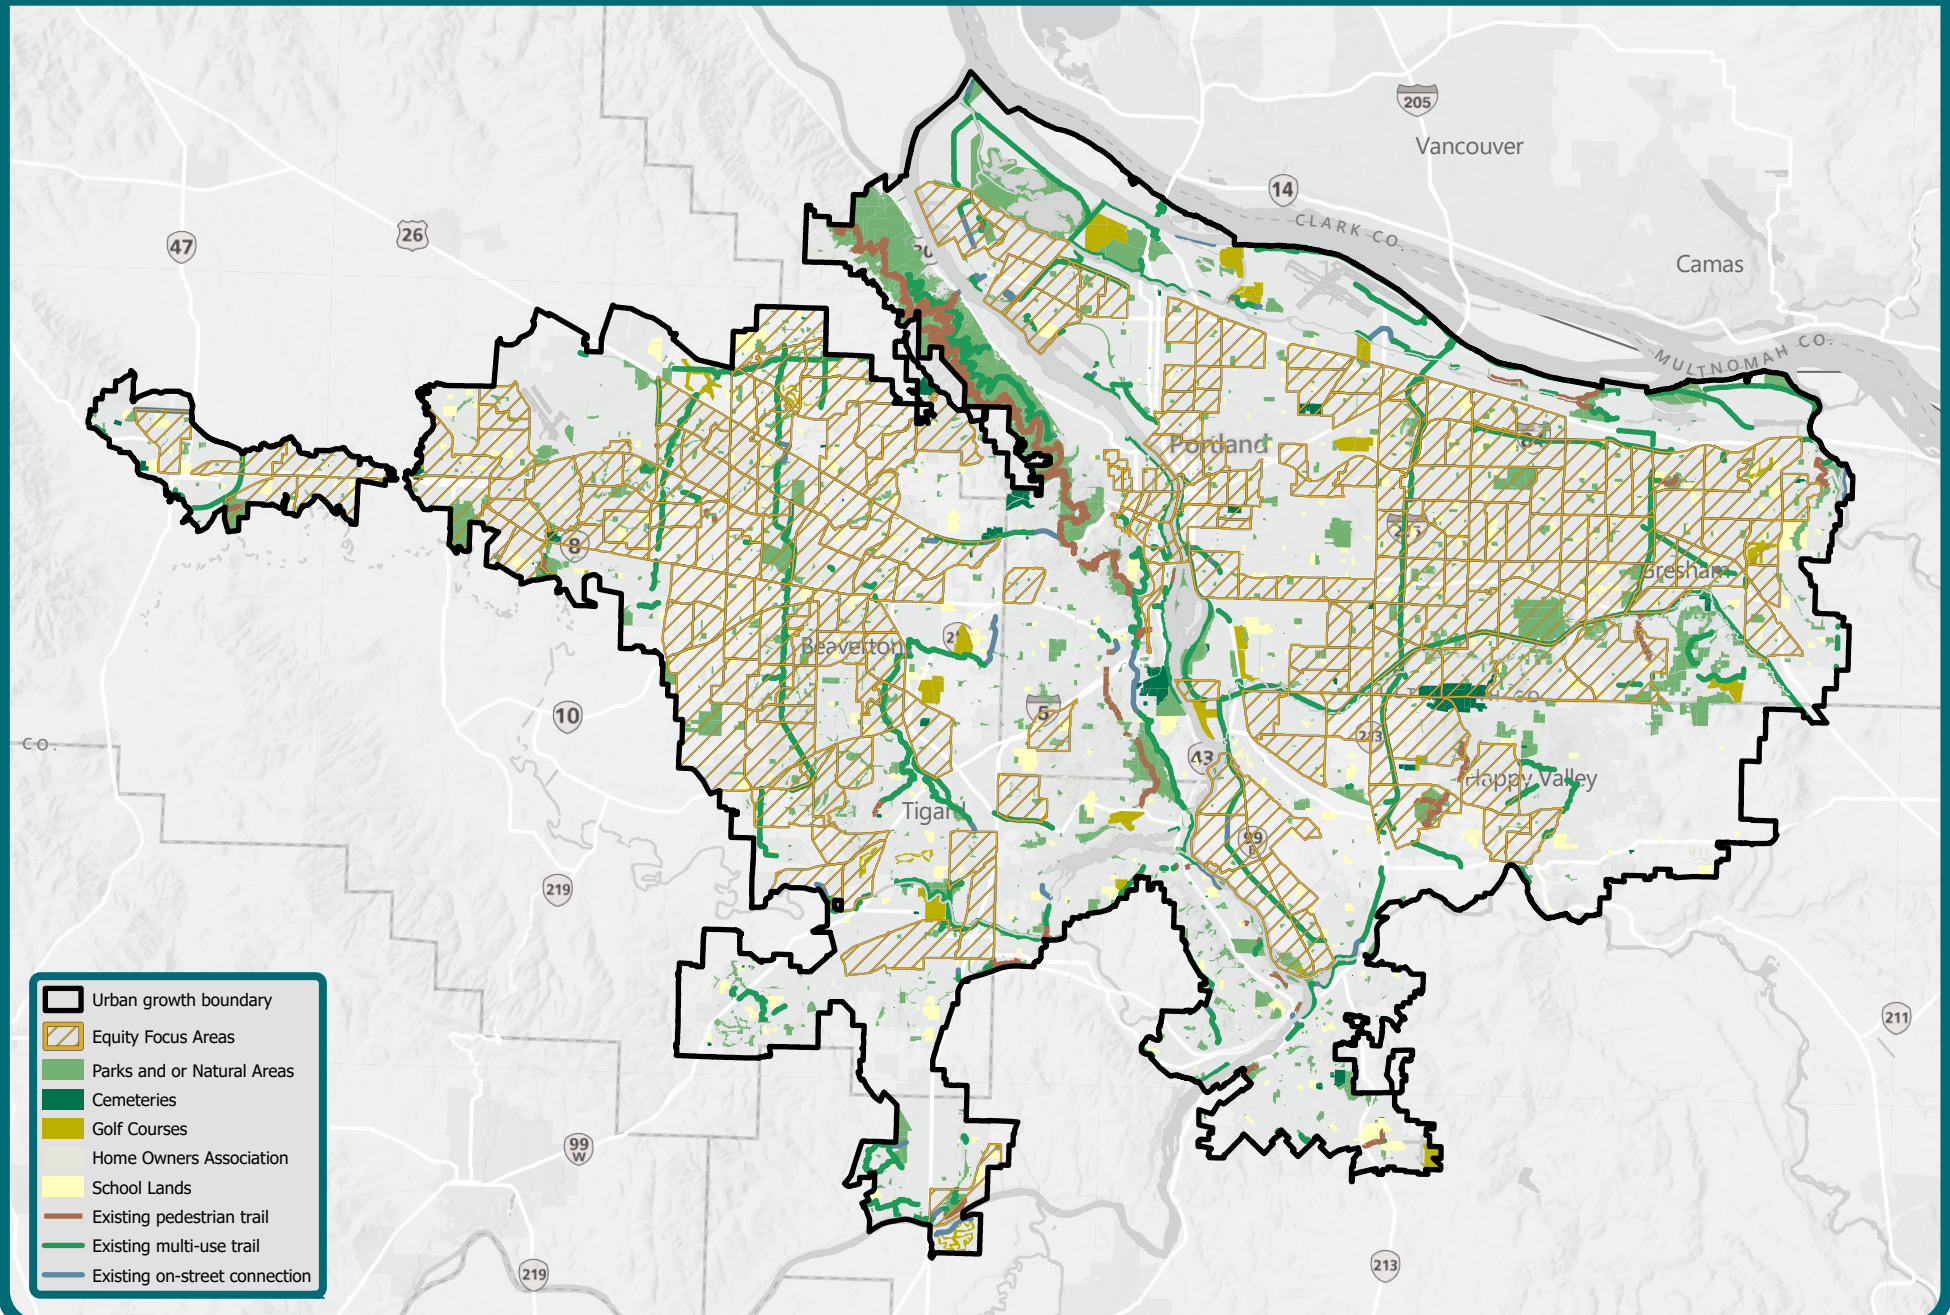 205
Vancouver
14
CLARK CO.
26
47
Camas
MULTNOMAH CO.
Portland
8
Gresham
Beaverton
10
5
CO.
43
Happy Valley
Tigard
99
E
219
Urban growth boundary
Equity Focus Areas
Parks and or Natural Areas
Cemeteries
Golf Courses
Home Owners Association
School Lands
Existing pedestrian trail
Existing multi-use trail
Existing on-street connection
211
99
W
219
213